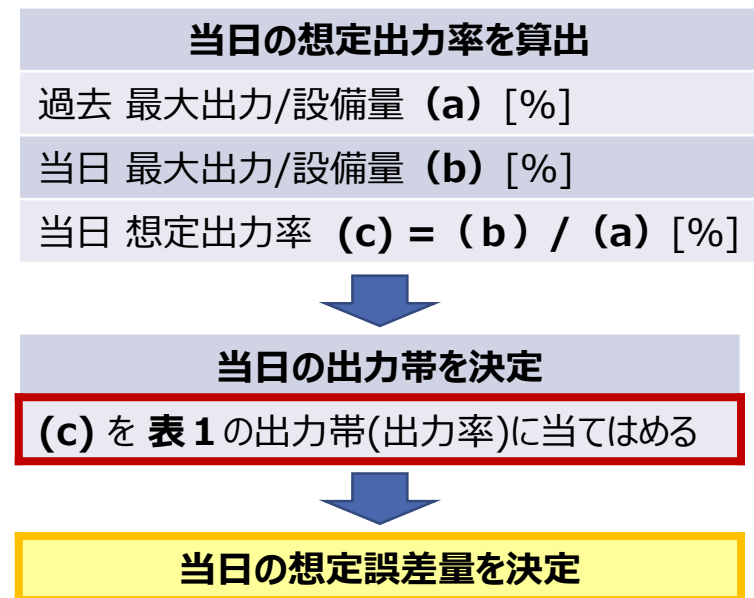 当日の想定出力率を算出
過去 最大出力/設備量（a）[%]
当日 最大出力/設備量（b）[%]
当日 想定出力率 (c) =（ｂ）/（a）[%]
当日の出力帯を決定
(c) を 表１の出力帯(出力率)に当てはめる
当日の想定誤差量を決定